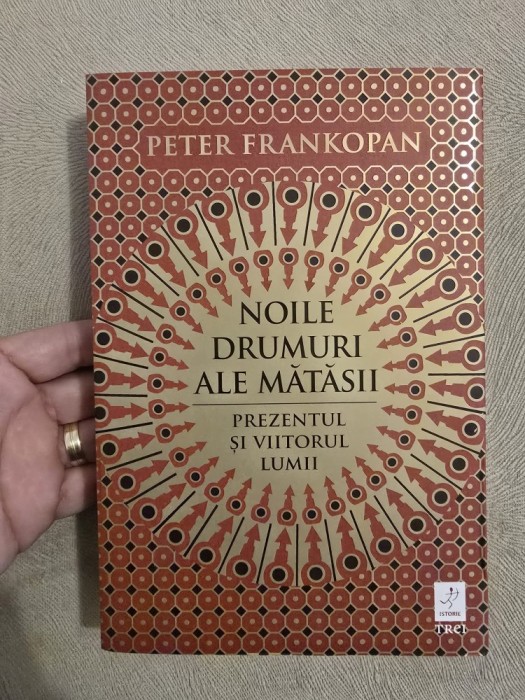 PETER FRANKOPAN
NOILE
DRUMURI
ALE MĂTĂSII
PREZENTUL
ȘI VIITORUL
LUMII
ISTORIE
TREI